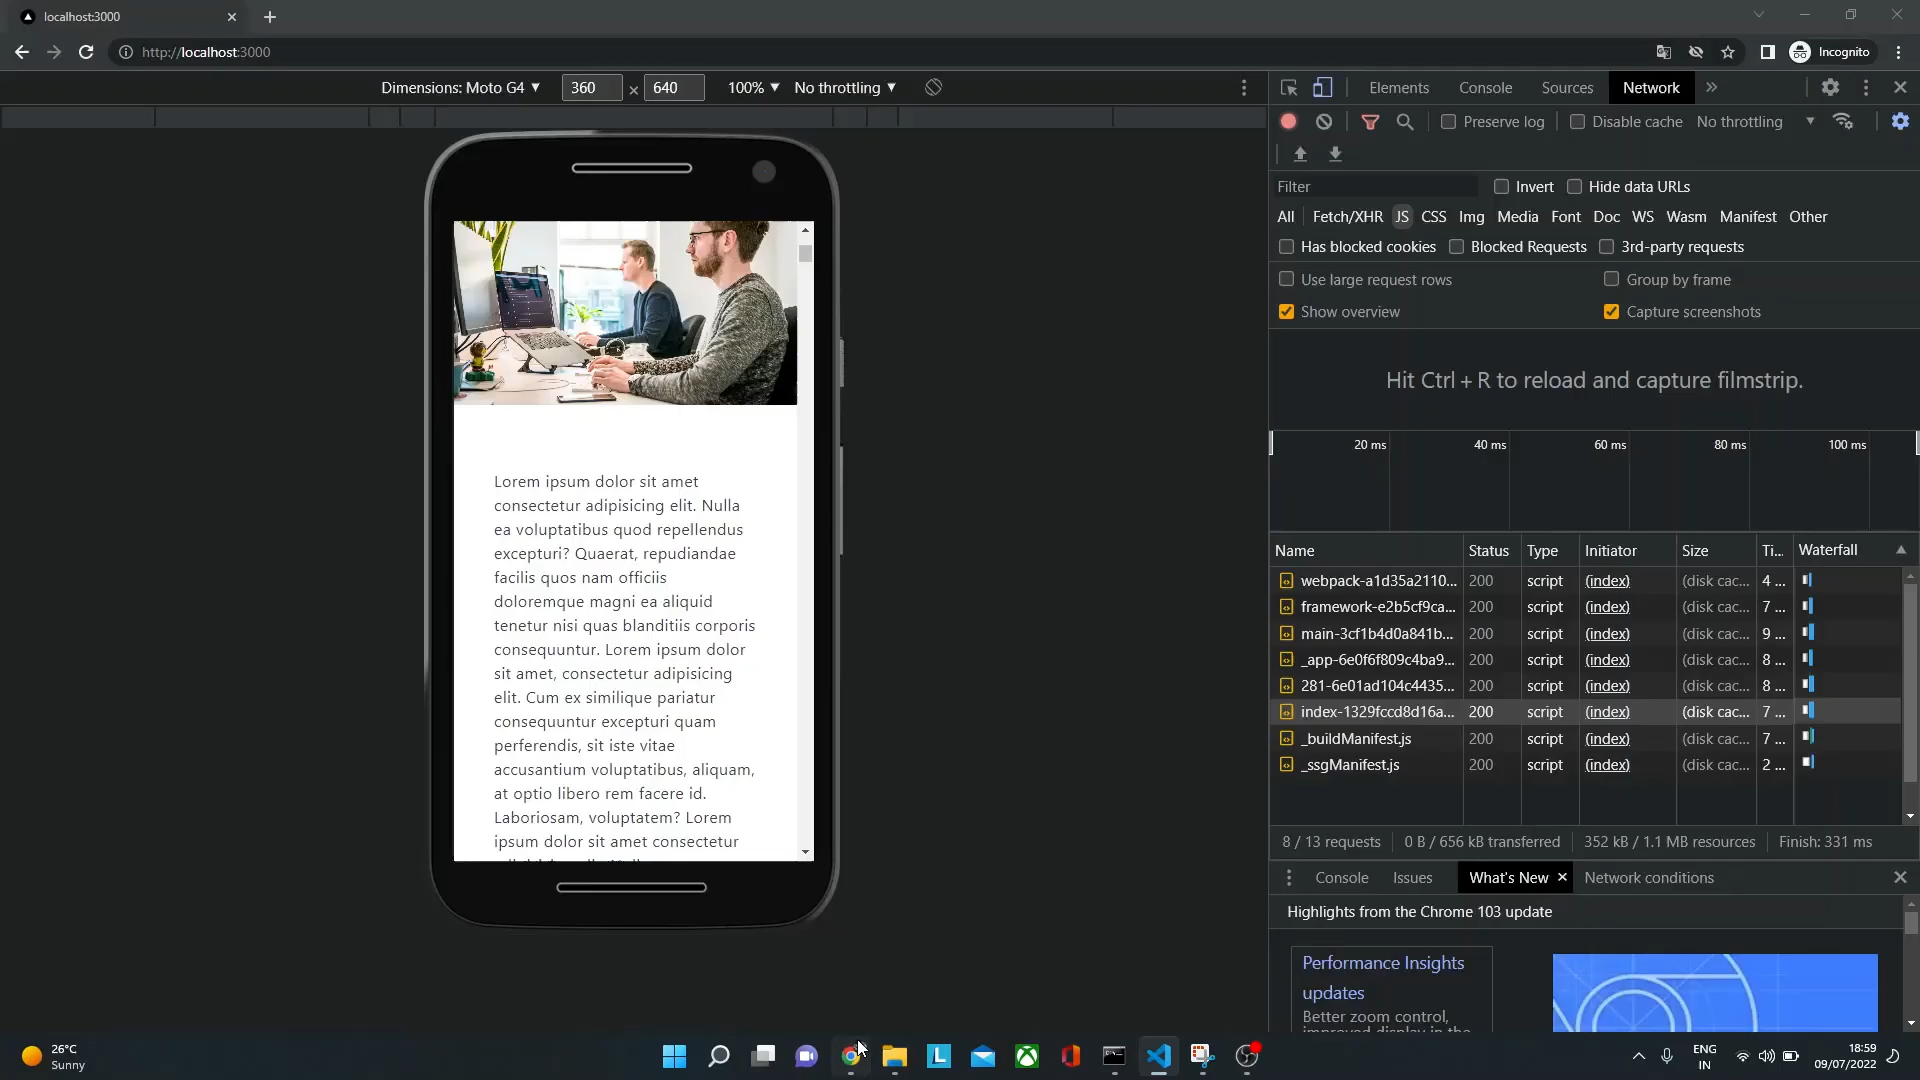 localhost:3000
http://localhost:3000
Incognito
Dimensions: Moto G4 360 × 640 100% No throttling
Elements Console Sources Network
Preserve log Disable cache No throttling
Filter Invert Hide data URLs
All Fetch/XHR JS CSS Img Media Font Doc WS Wasm Manifest Other
Has blocked cookies Blocked Requests 3rd-party requests
Use large request rows Group by frame
Show overview Capture screenshots
Hit Ctrl + R to reload and capture filmstrip.
20 ms 40 ms 60 ms 80 ms 100 ms
Name Status Type Initiator Size Ti... Waterfall
webpack-a1d35a2110... 200 script (index) (disk cac... 4 ...
framework-e2b5cf9ca... 200 script (index) (disk cac... 7 ...
main-3cf1b4d0a841b... 200 script (index) (disk cac... 9 ...
_app-6e0f6f809c4ba9... 200 script (index) (disk cac... 8 ...
281-6e01ad104c4435... 200 script (index) (disk cac... 8 ...
index-1329fccd8d16a... 200 script (index) (disk cac... 7 ...
_buildManifest.js 200 script (index) (disk cac... 7 ...
_ssgManifest.js 200 script (index) (disk cac... 2 ...
8 / 13 requests 0 B / 656 kB transferred 352 kB / 1.1 MB resources Finish: 331 ms
Console Issues What's New Network conditions
Highlights from the Chrome 103 update
Performance Insights
updates
Better zoom control,
improved display in the
Lorem ipsum dolor sit amet
consectetur adipisicing elit. Nulla
ea voluptatibus quod repellendus
excepturi? Quaerat, repudiandae
facilis quos nam officiis
doloremque magni ea aliquid
tenetur nisi quas blanditiis corporis
consequuntur. Lorem ipsum dolor
sit amet, consectetur adipisicing
elit. Cum ex similique pariatur
consequuntur excepturi quam
perferendis, sit iste vitae
accusantium voluptatibus, aliquam,
at optio libero rem facere id.
Laboriosam, voluptatem? Lorem
ipsum dolor sit amet consectetur
26°C
Sunny
L
ENG
IN
18:59
09/07/2022